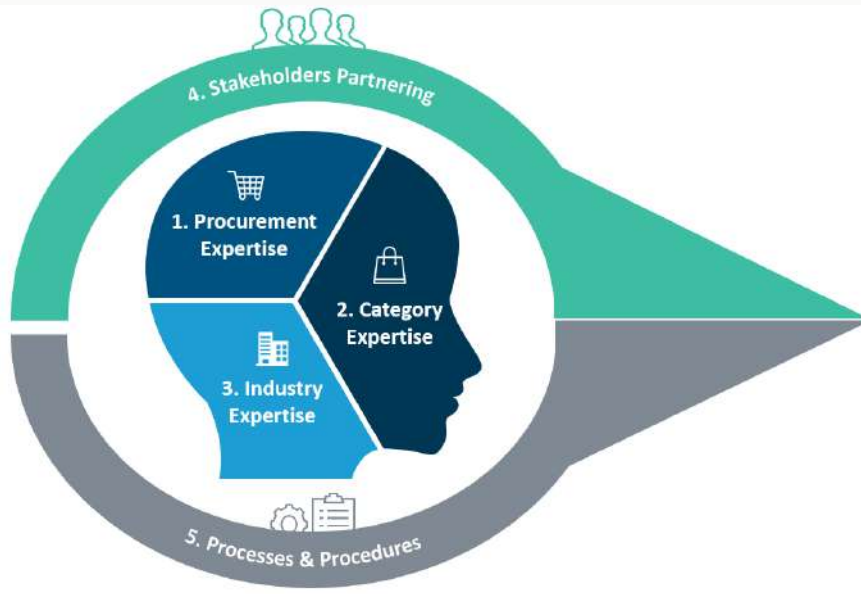 4. Stakeholders Partnering
1. Procurement
Expertise
2. Category
Expertise
3. Industry
Expertise
5. Processes & Procedures